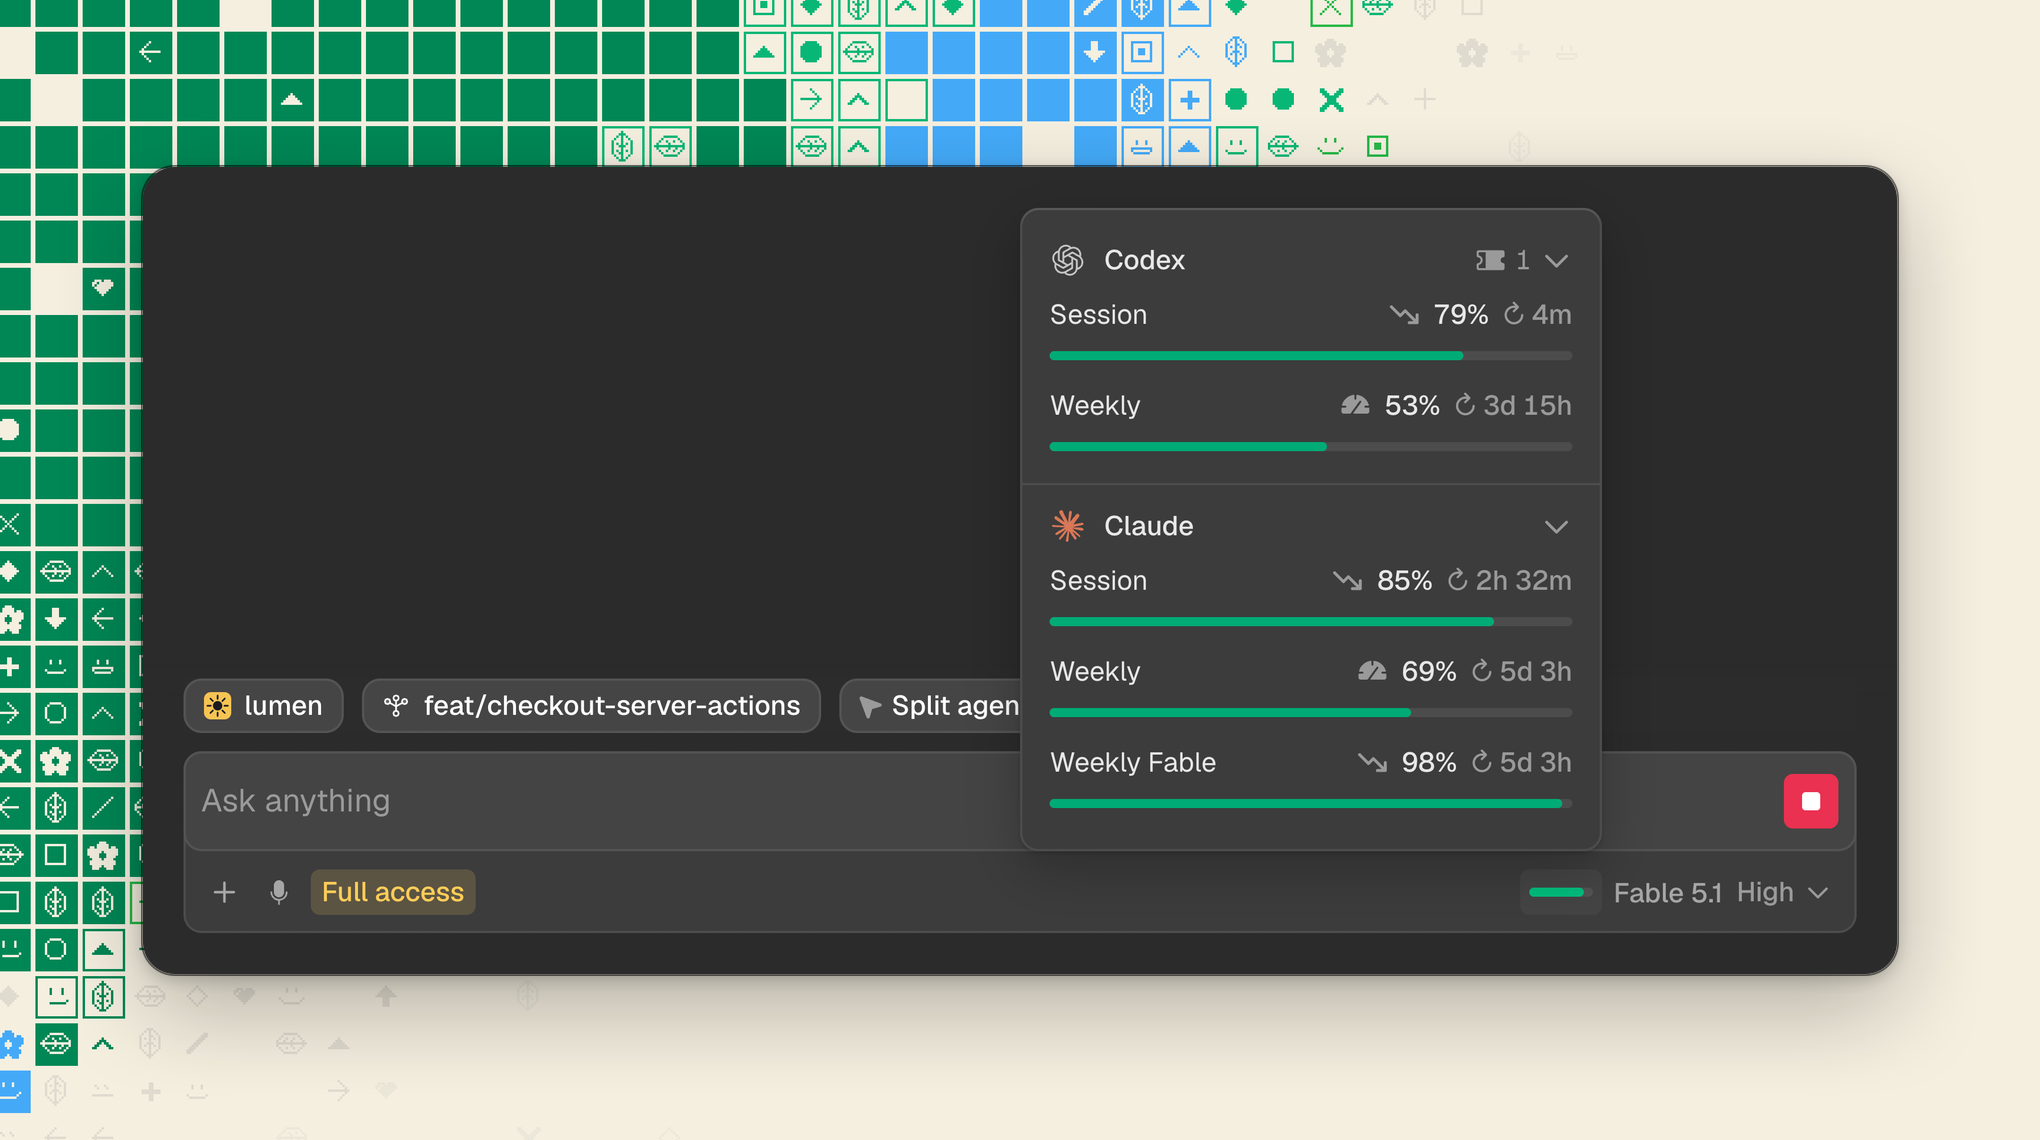 Codex 1
Session 79% 4m
Weekly 53% 3d 15h
Claude
Session 85% 2h 32m
Weekly 69% 5d 3h
Weekly Fable 98% 5d 3h
lumen feat/checkout-server-actions Split agen
Ask anything
Full access Fable 5.1 High